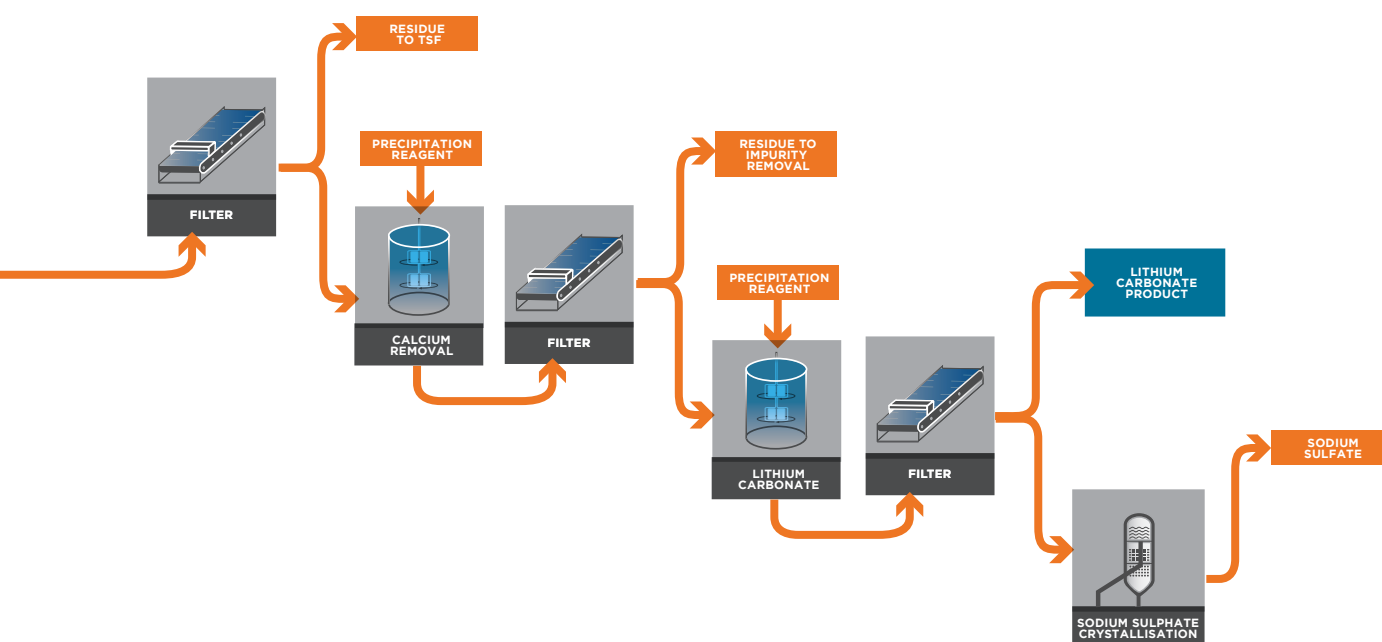 RESIDUE
TO TSF
FILTER
PRECIPITATION
REAGENT
CALCIUM
REMOVAL
FILTER
RESIDUE TO
IMPURITY
REMOVAL
PRECIPITATION
REAGENT
LITHIUM
CARBONATE
FILTER
LITHIUM
CARBONATE
PRODUCT
SODIUM SULPHATE
CRYSTALLISATION
SODIUM
SULFATE